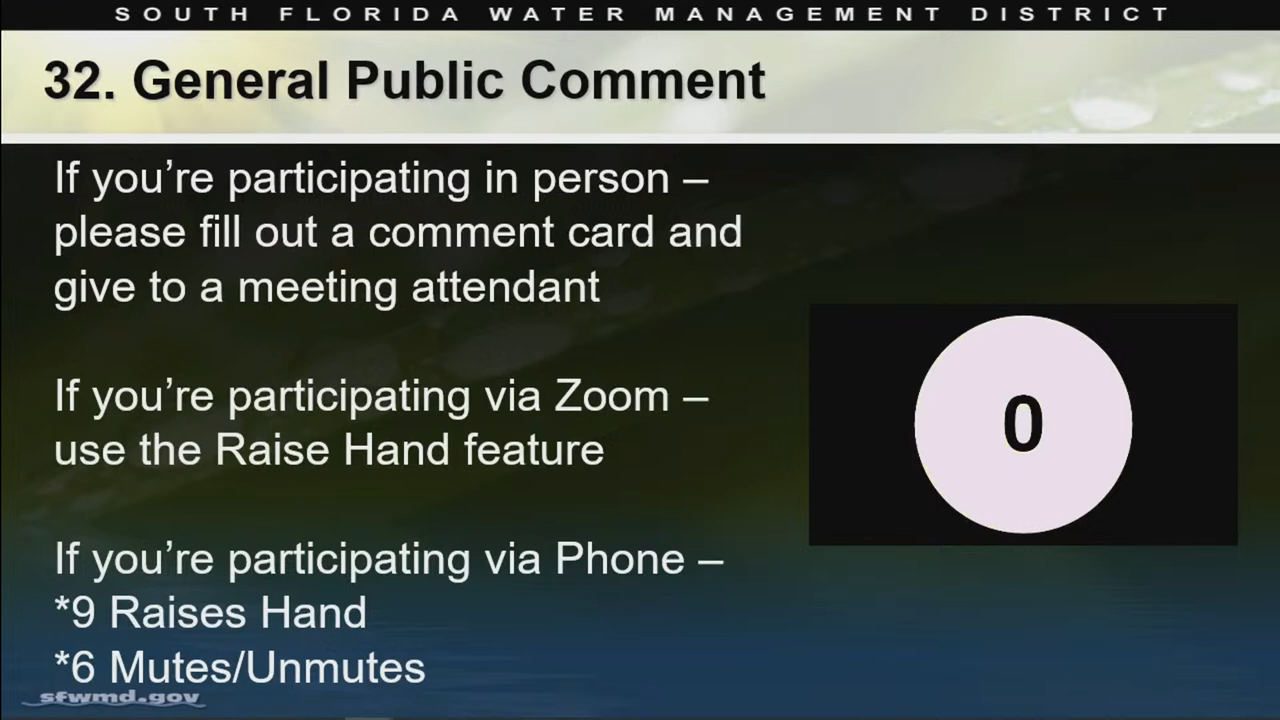 SOUTH FLORIDA WATER MANAGEMENT DISTRICT
32. General Public Comment
If you’re participating in person –
please fill out a comment card and
give to a meeting attendant
If you’re participating via Zoom –
use the Raise Hand feature
If you’re participating via Phone –
*9 Raises Hand
*6 Mutes/Unmutes
0
sfwmd.gov